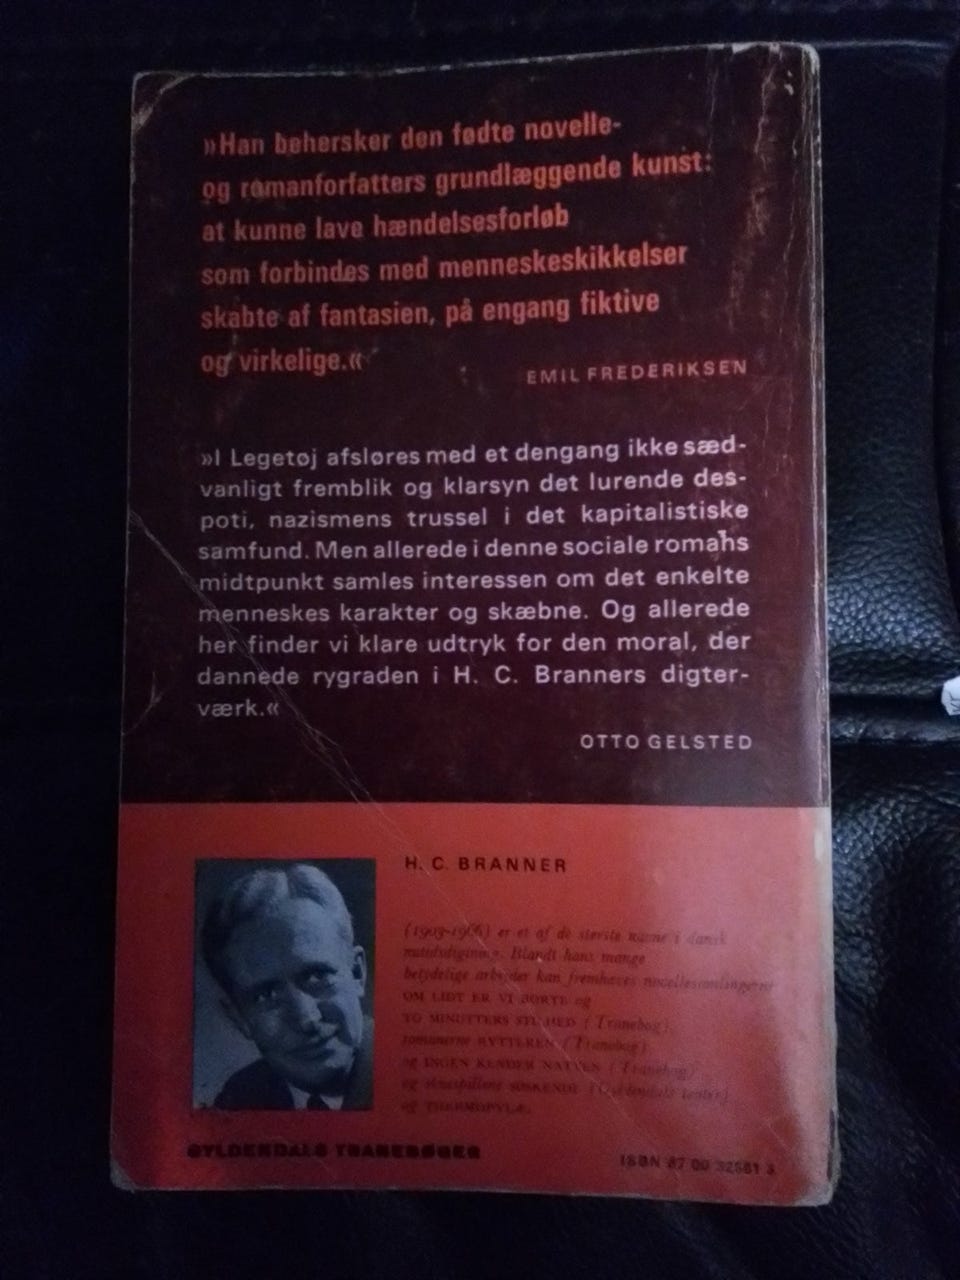 »Han behersker den fødte novelle-
og romanforfatters grundlæggende kunst:
at kunne lave hændelsesforløb
som forbindes med menneskeskikkelser
skabte af fantasien, på engang fiktive
og virkelige.«
EMIL FREDERIKSEN
»I Legetøj afsløres med et dengang ikke sæd-
vanligt fremblik og klarsyn det lurende des-
poti, nazismens trussel i det kapitalistiske
samfund. Men allerede i denne sociale romans
midtpunkt samles interessen om det enkelte
menneskes karakter og skæbne. Og allerede
her finder vi klare udtryk for den moral, der
dannede rygraden i H. C. Branners digter-
værk.«
OTTO GELSTED
H. C. BRANNER
(1903-1966) er et af de største navne i dansk
nutidsdigtning. Blandt hans mange
betydelige arbejder kan fremhæves novellesamlingerne
OM LIDT ER VI BORTE og
TO MINUTTERS STILHED (Tranebog),
romanerne RYTTEREN (Tranebog)
og INGEN KENDER NATTEN (Tranebog)
og skuespillene SØSKENDE (Gyldendals teater)
og THERMOPYLÆ.
GYLDENDALS TRANEBØGER
ISBN 87 00 32581 3